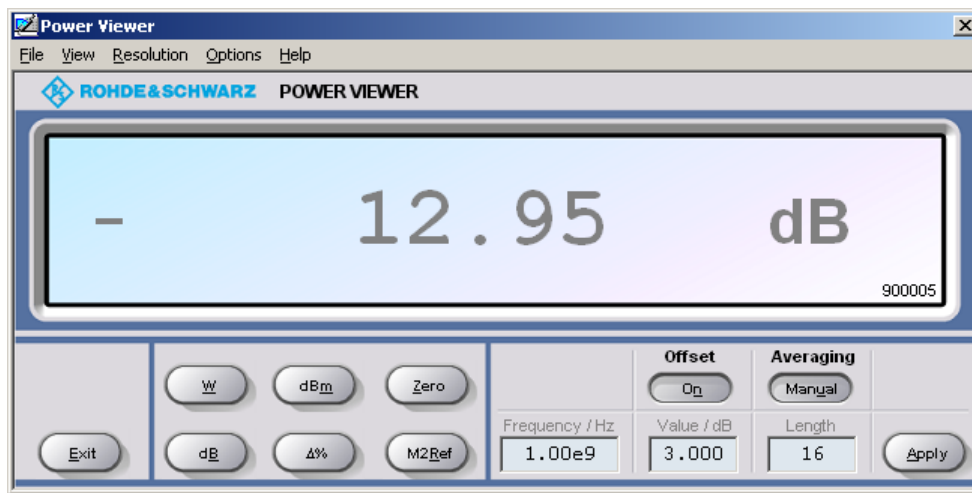 Power Viewer
File View Resolution Options Help
ROHDE&SCHWARZ POWER VIEWER
- 12.95 dB
900005
Offset Averaging
W dBm Zero On Manual
Frequency / Hz Value / dB Length
Exit dB Δ% M2Ref 1.00e9 3.000 16 Apply